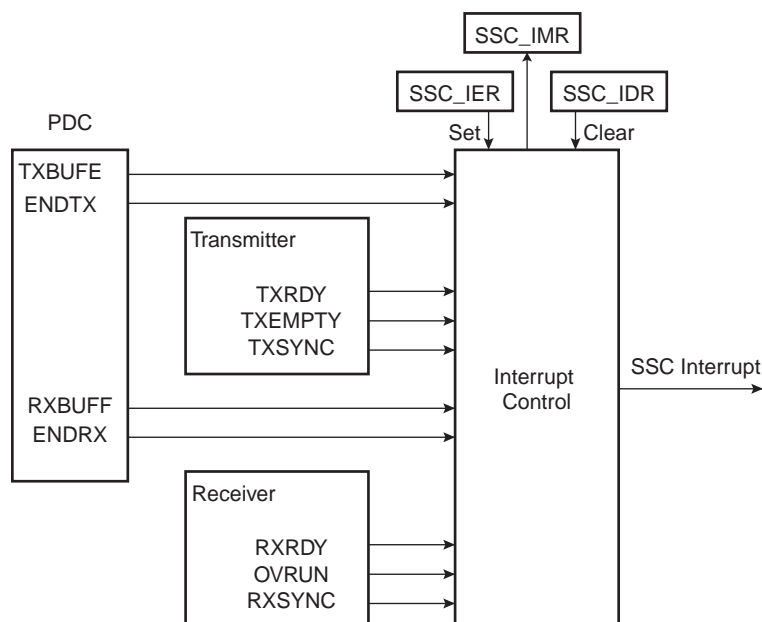 SSC_IMR
SSC_IER
SSC_IDR
PDC
Set
Clear
TXBUFE
ENDTX
Transmitter
TXRDY
TXEMPTY
TXSYNC
SSC Interrupt
Interrupt
Control
RXBUFF
ENDRX
Receiver
RXRDY
OVRUN
RXSYNC